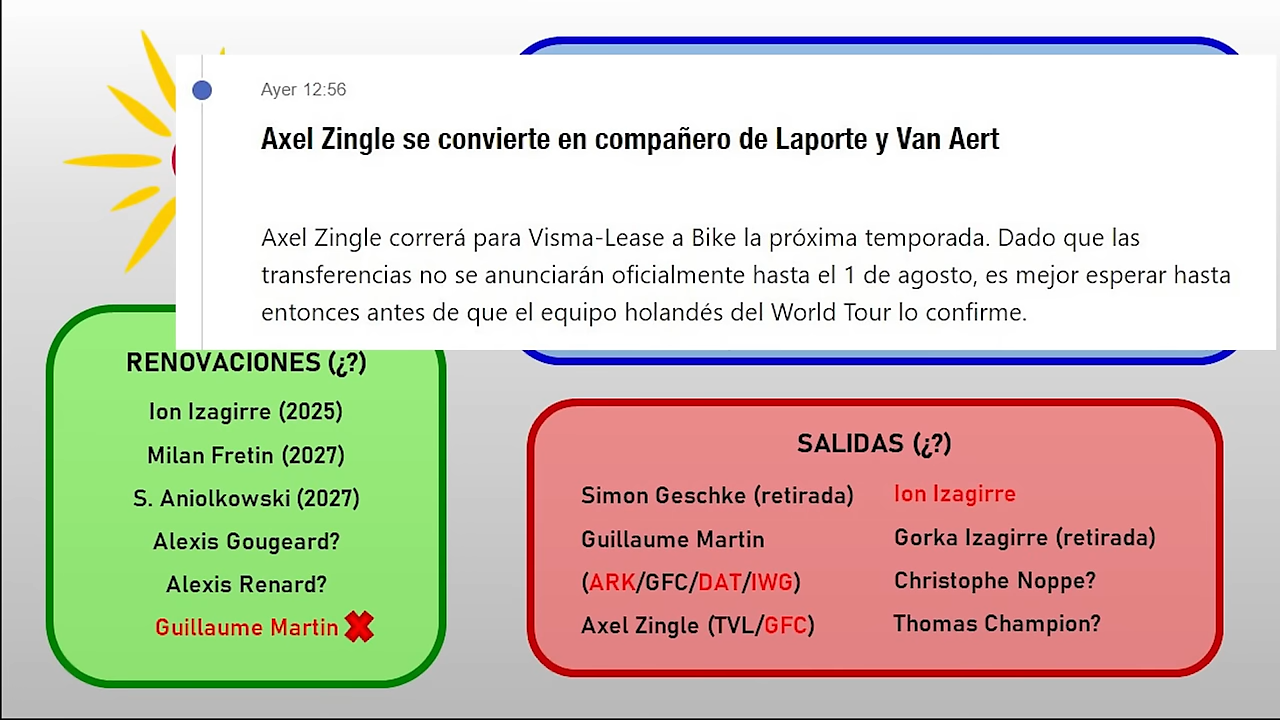 Ayer 12:56
Axel Zingle se convierte en compañero de Laporte y Van Aert
Axel Zingle correrá para Visma-Lease a Bike la próxima temporada. Dado que las
transferencias no se anunciarán oficialmente hasta el 1 de agosto, es mejor esperar hasta
entonces antes de que el equipo holandés del World Tour lo confirme.
RENOVACIONES (¿?)
Ion Izagirre (2025)
Milan Fretin (2027)
S. Aniolkowski (2027)
Alexis Gougeard?
Alexis Renard?
Guillaume Martin
SALIDAS (¿?)
Simon Geschke (retirada)
Guillaume Martin
(ARK/GFC/DAT/IWG)
Axel Zingle (TVL/GFC)
Ion Izagirre
Gorka Izagirre (retirada)
Christophe Noppe?
Thomas Champion?